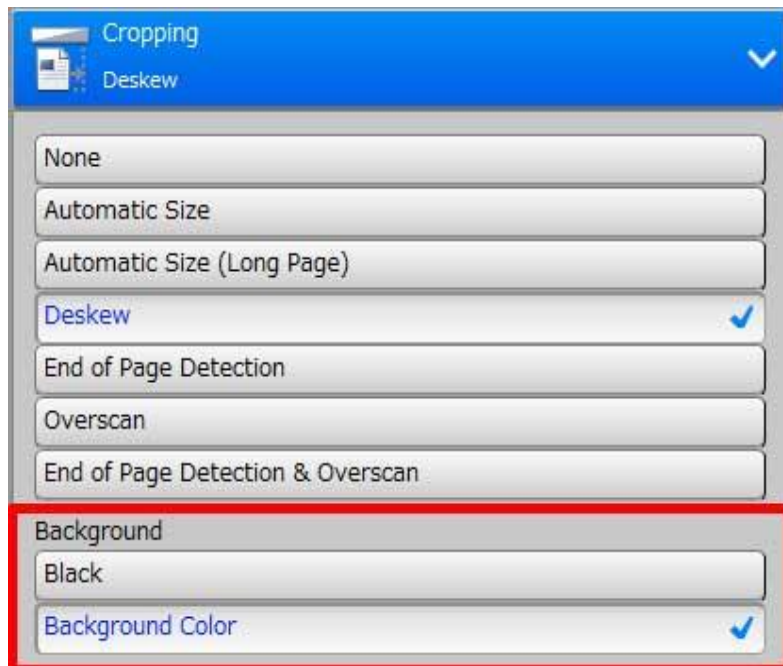 Cropping
Deskew
None
Automatic Size
Automatic Size (Long Page)
Deskew
End of Page Detection
Overscan
End of Page Detection & Overscan
Background
Black
Background Color